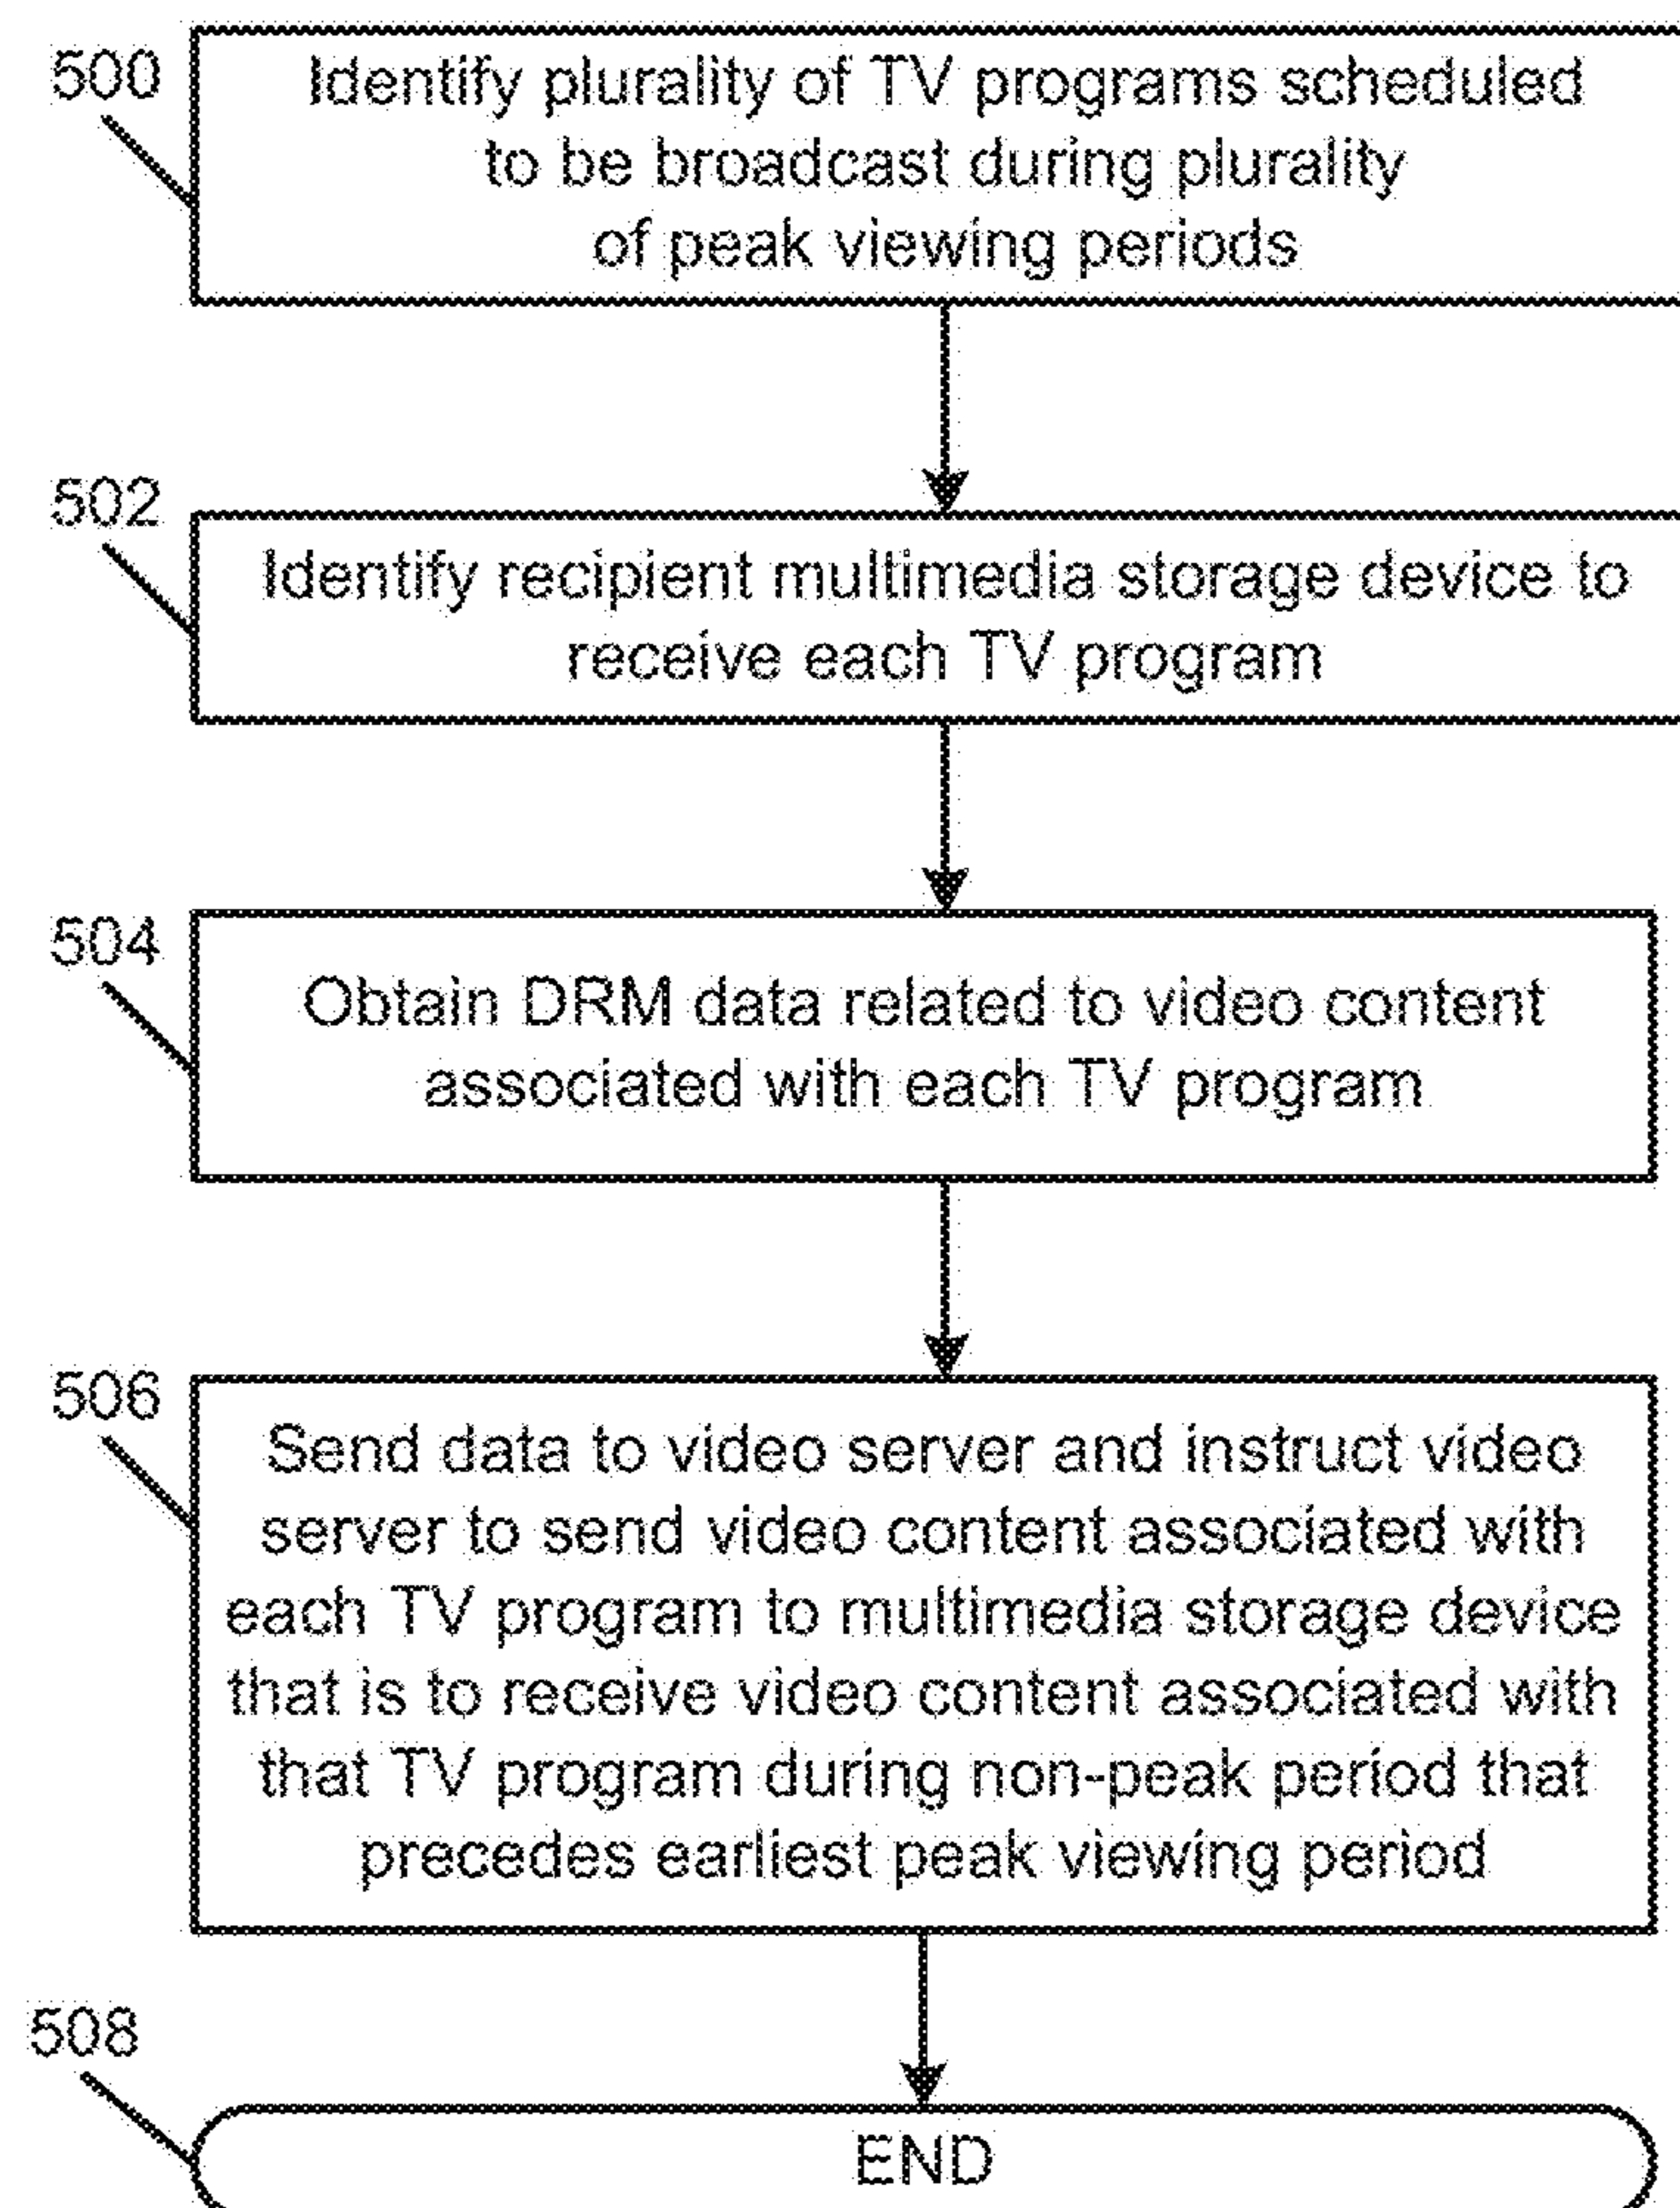 500
Identify plurality of TV programs scheduled
to be broadcast during plurality
of peak viewing periods
502
Identify recipient multimedia storage device to
receive each TV program
504
Obtain DRM data related to video content
associated with each TV program
506
Send data to video server and instruct video
server to send video content associated with
each TV program to multimedia storage device
that is to receive video content associated with
that TV program during non-peak period that
precedes earliest peak viewing period
508
END